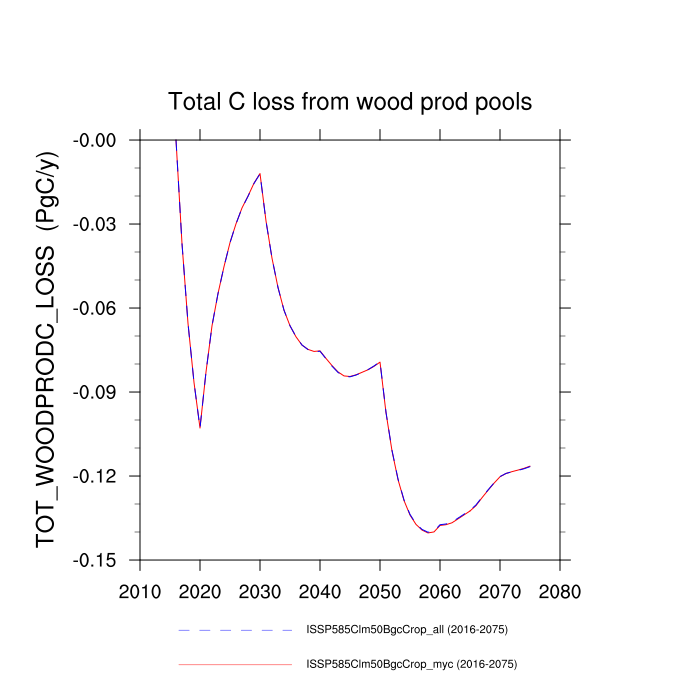 Total C loss from wood prod pools
TOT_WOODPRODC_LOSS (PgC/y)
-0.00
-0.03
-0.06
-0.09
-0.12
-0.15
2010 2020 2030 2040 2050 2060 2070 2080
ISSP585Clm50BgcCrop_all (2016-2075)
ISSP585Clm50BgcCrop_myc (2016-2075)